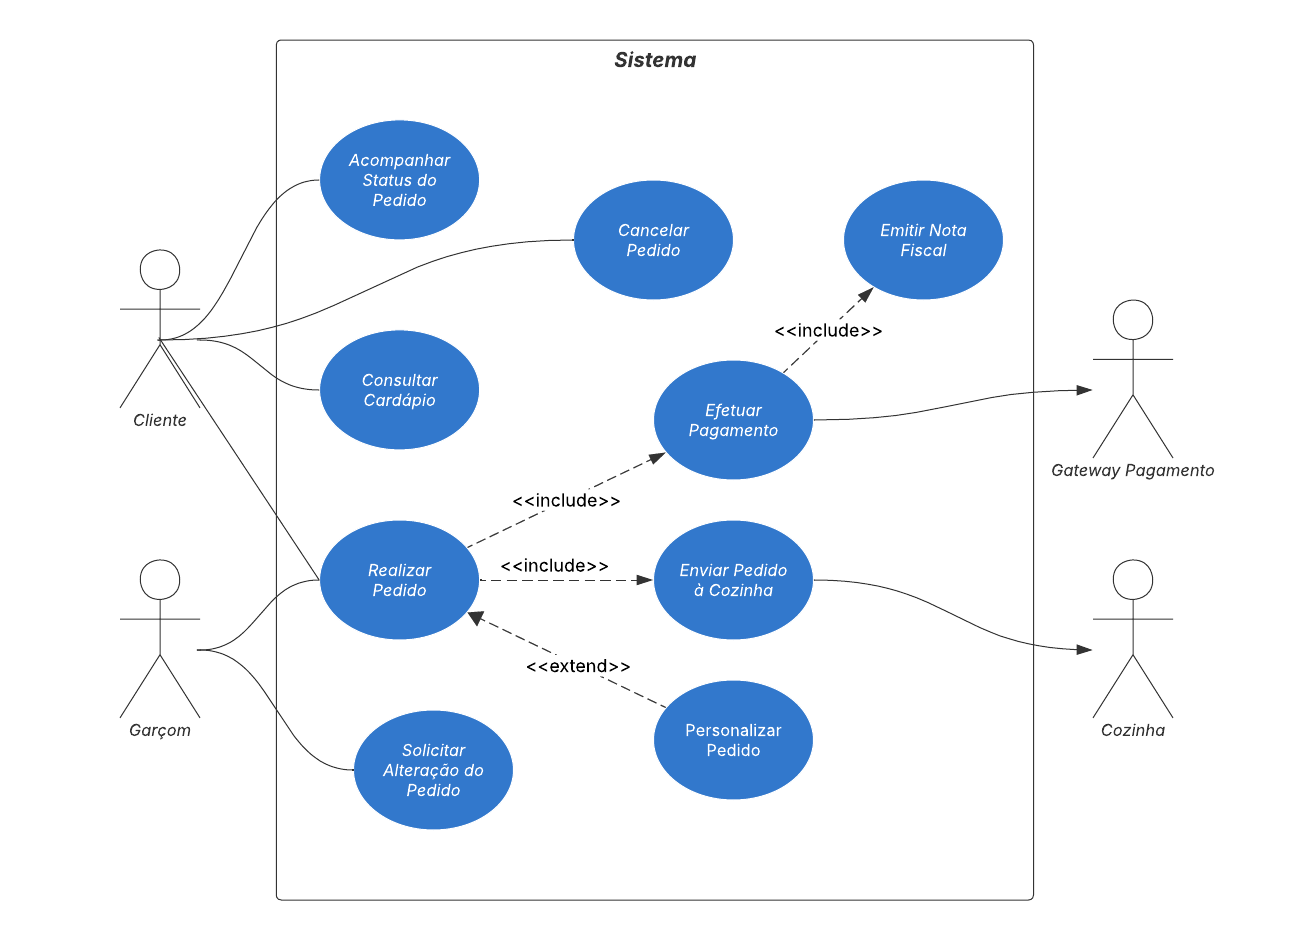 Sistema
Acompanhar
Status do
Pedido
Cancelar
Pedido
Emitir Nota
Fiscal
<<include>>
Consultar
Cardápio
Cliente
Efetuar
Pagamento
Gateway Pagamento
<<include>>
Realizar
Pedido
<<include>>
Enviar Pedido
à Cozinha
<<extend>>
Garçom
Cozinha
Personalizar
Pedido
Solicitar
Alteração do
Pedido